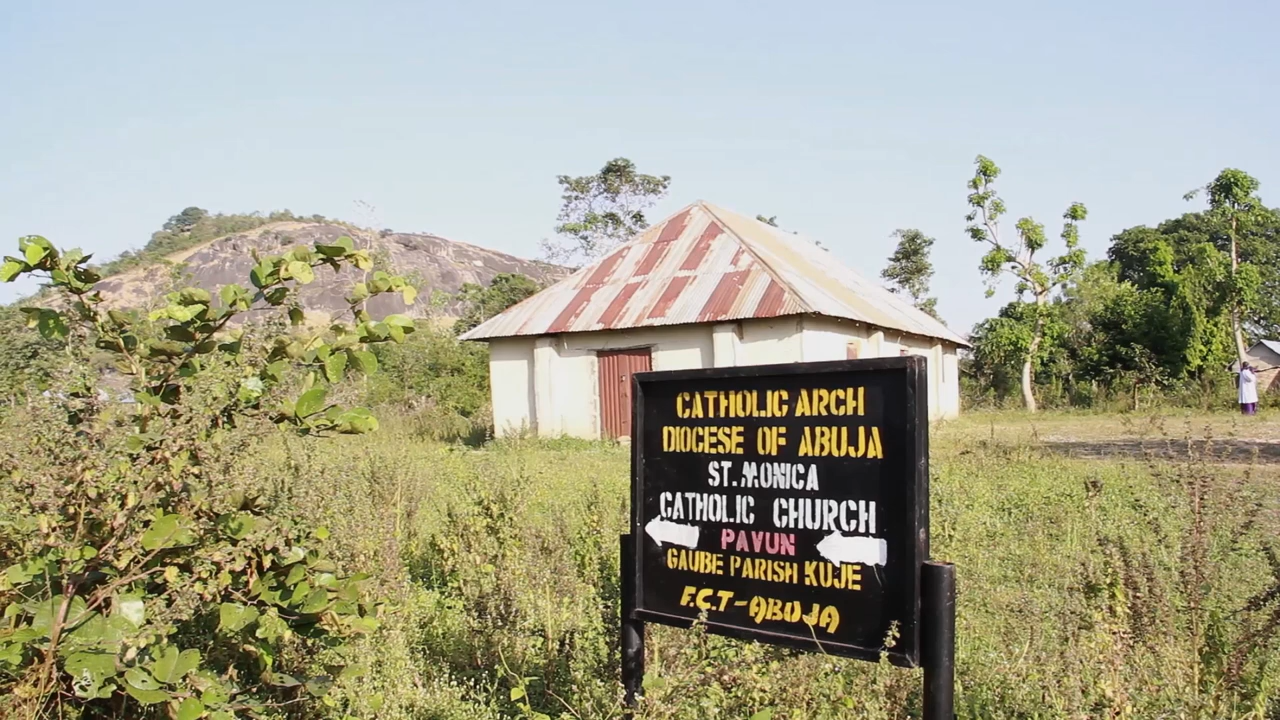 CATHOLIC ARCH
DIOCESE OF ABUJA
ST. MONICA
CATHOLIC CHURCH
PAVUN
GAUBE PARISH KUJE
F.C.T-ABUJA